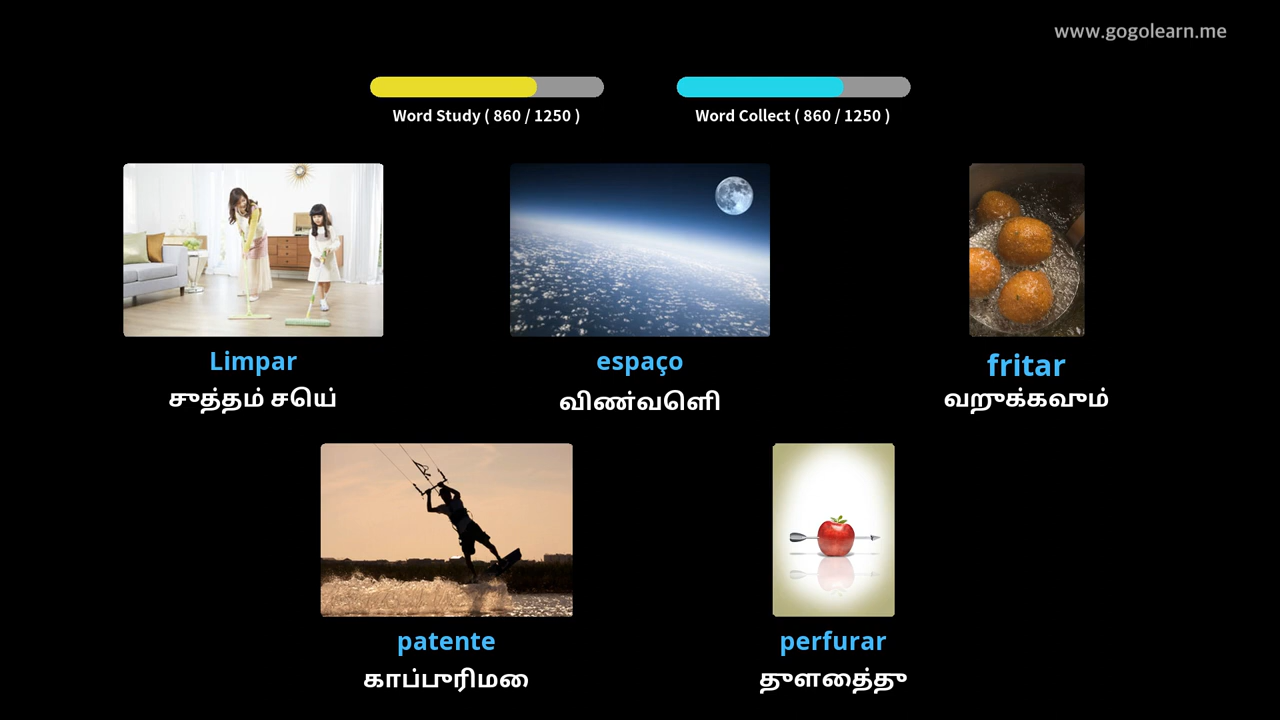 www.gogolearn.me
Word Study ( 860 / 1250 )
Word Collect ( 860 / 1250 )
Limpar
சுத்தம் செய்
espaço
விண்வெளி
fritar
வறுக்கவும்
patente
காப்புரிமை
perfurar
துளைத்து